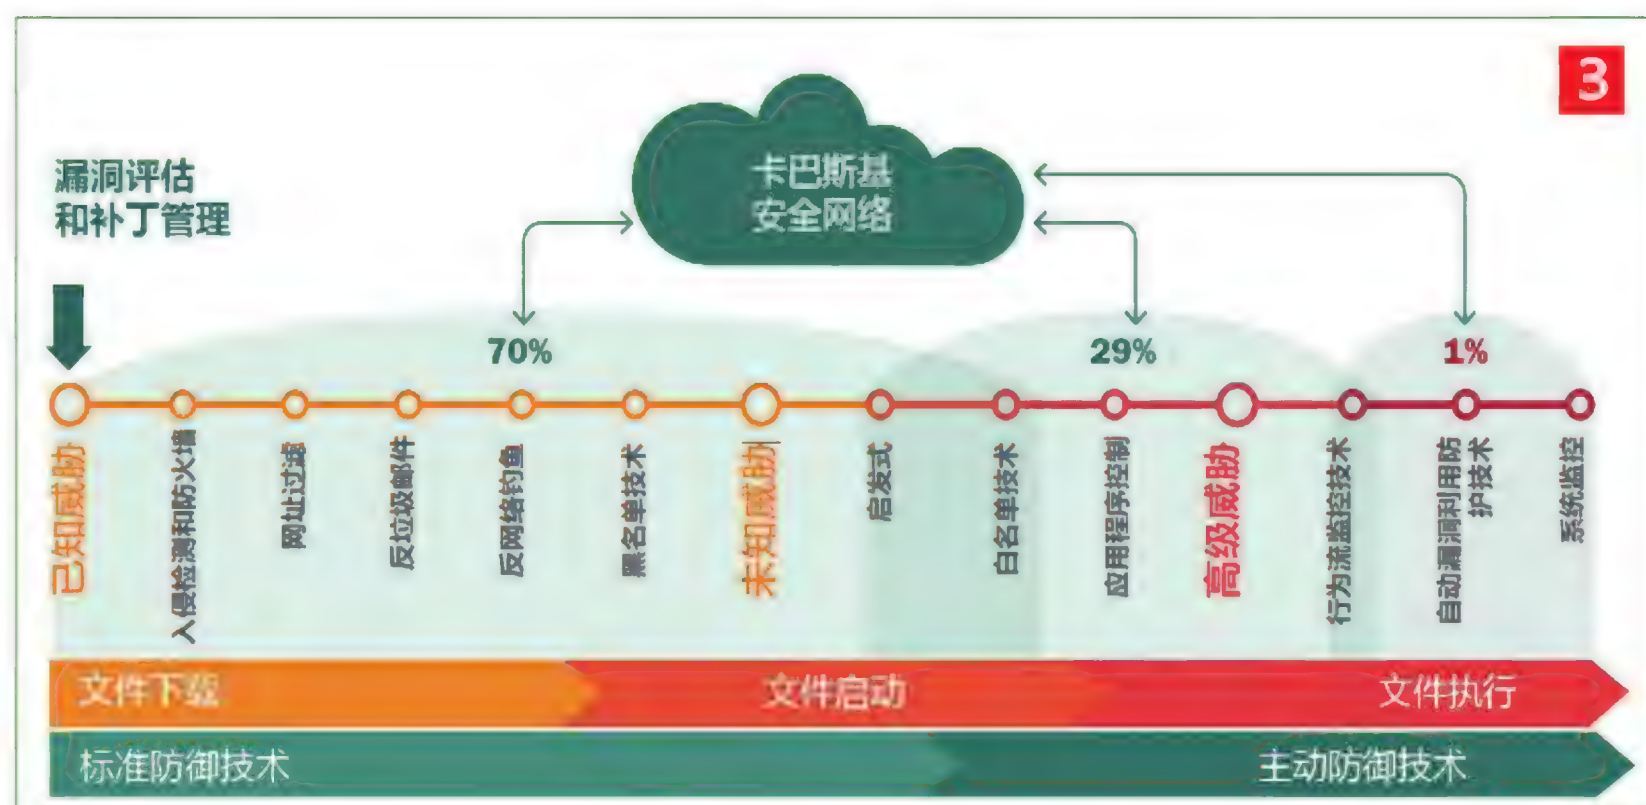 3
漏洞评估
和补丁管理
卡巴斯基
安全网络
70%
29%
1%
已知威胁
入侵检测和防火墙
网址过滤
反垃圾邮件
反网络钓鱼
黑名单技术
未知威胁
启发式
白名单技术
应用程序控制
高级威胁
行为流监控技术
自动漏洞利用防
护技术
系统监控
文件下载
文件启动
文件执行
标准防御技术
主动防御技术